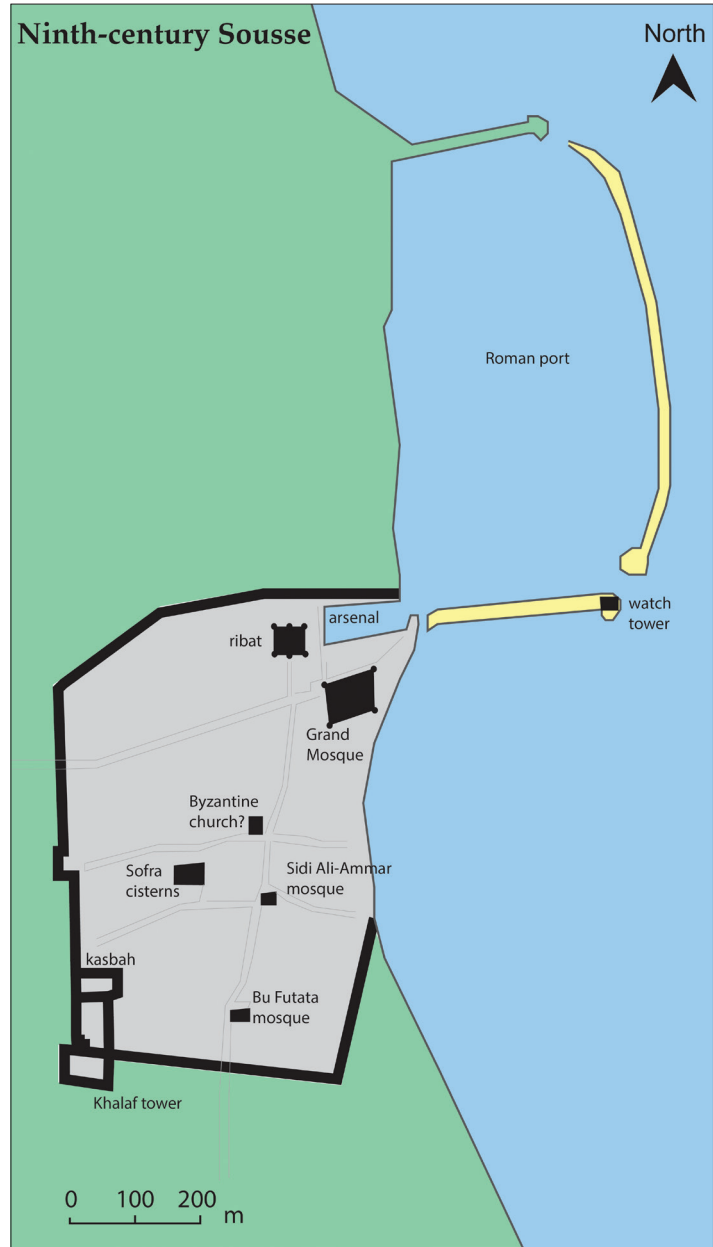 Ninth-century Sousse
North
Roman port
arsenal
watch
tower
ribat
Grand
Mosque
Byzantine
church?
Sofra
cisterns
Sidi Ali-Ammar
mosque
kasbah
Bu Futata
mosque
Khalaf tower
0 100 200
m